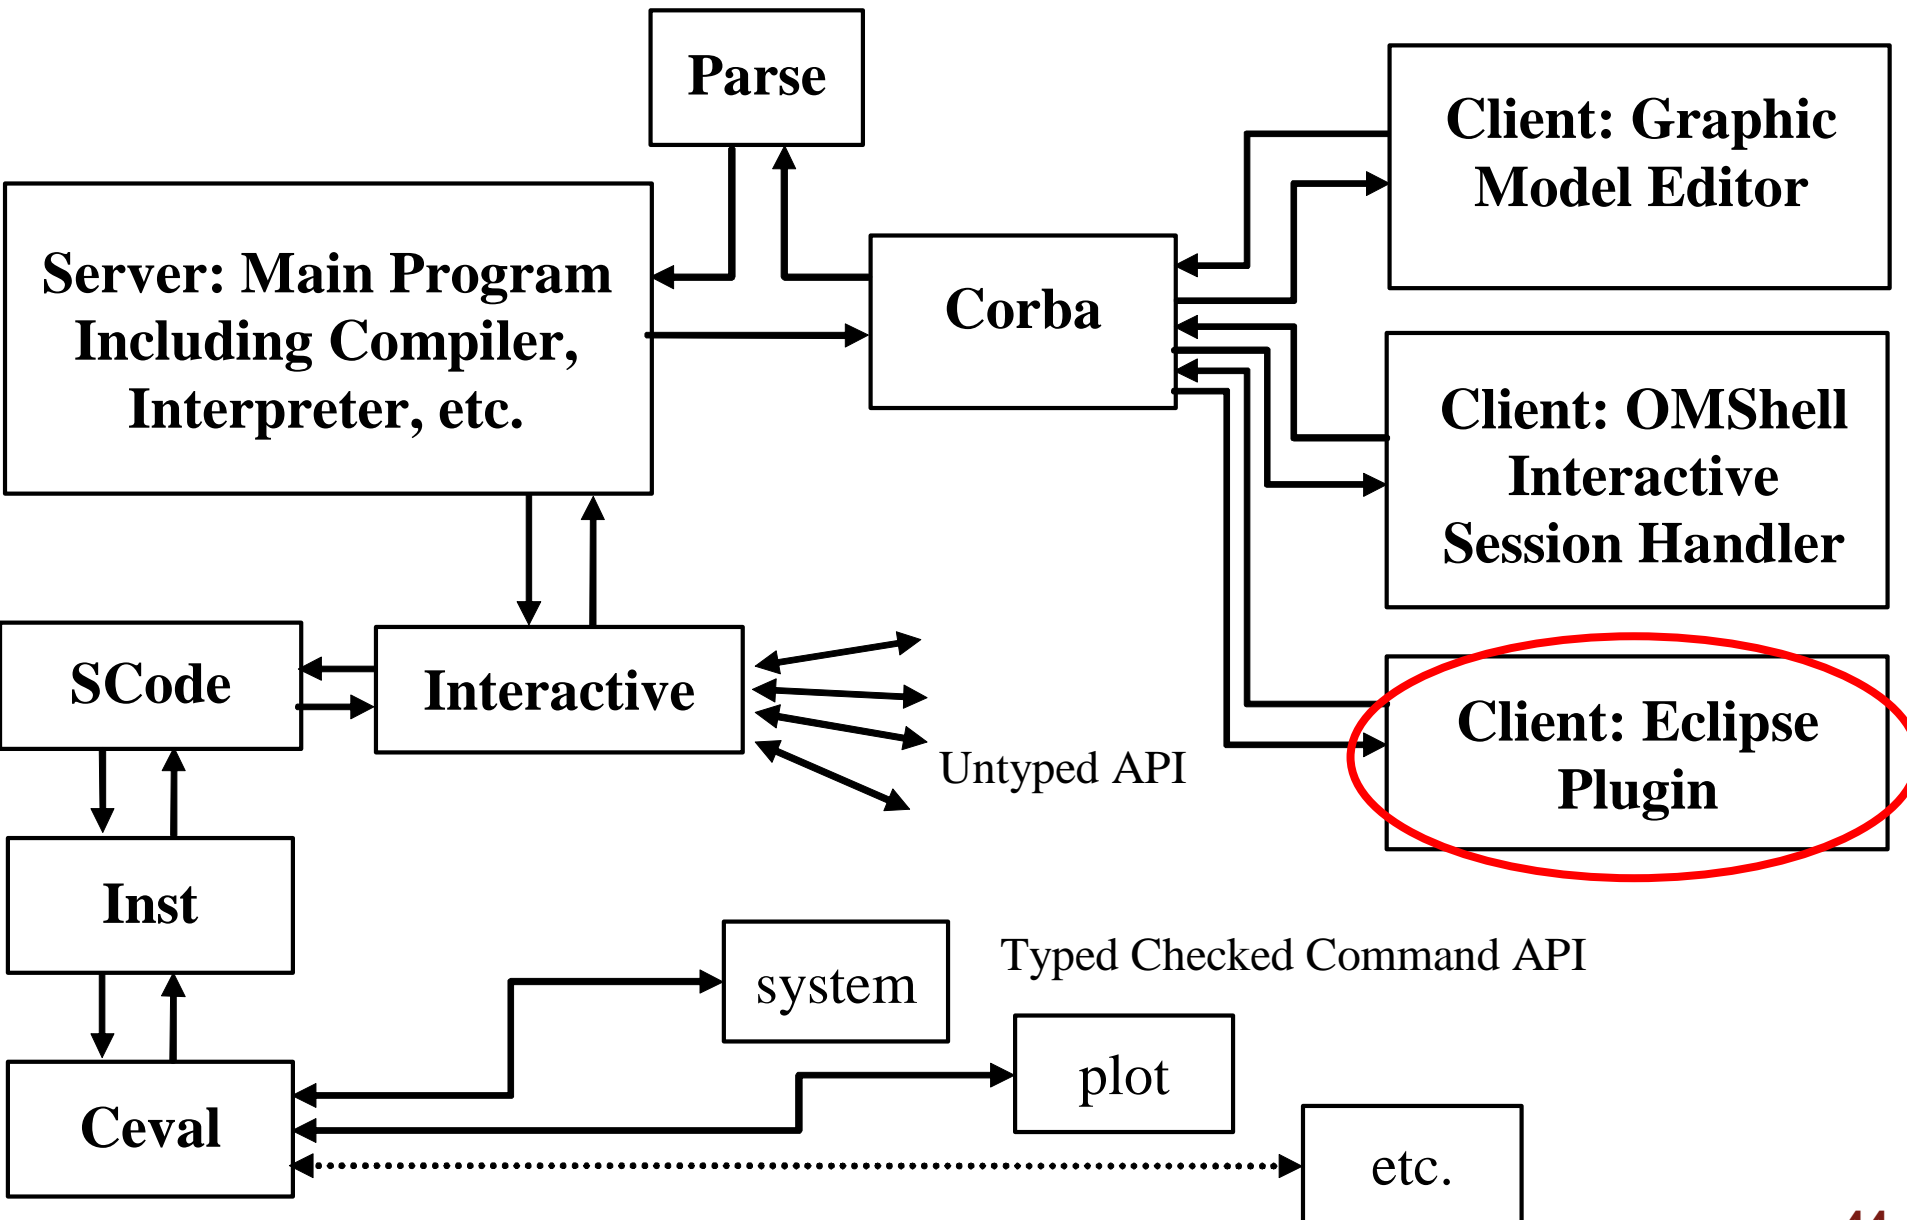 Parse
Client: Graphic
Model Editor
Server: Main Program
Including Compiler,
Interpreter, etc.
Corba
Client: OMShell
Interactive
Session Handler
SCode
Interactive
Untyped API
Client: Eclipse
Plugin
Inst
system
Typed Checked Command API
plot
Ceval
etc.